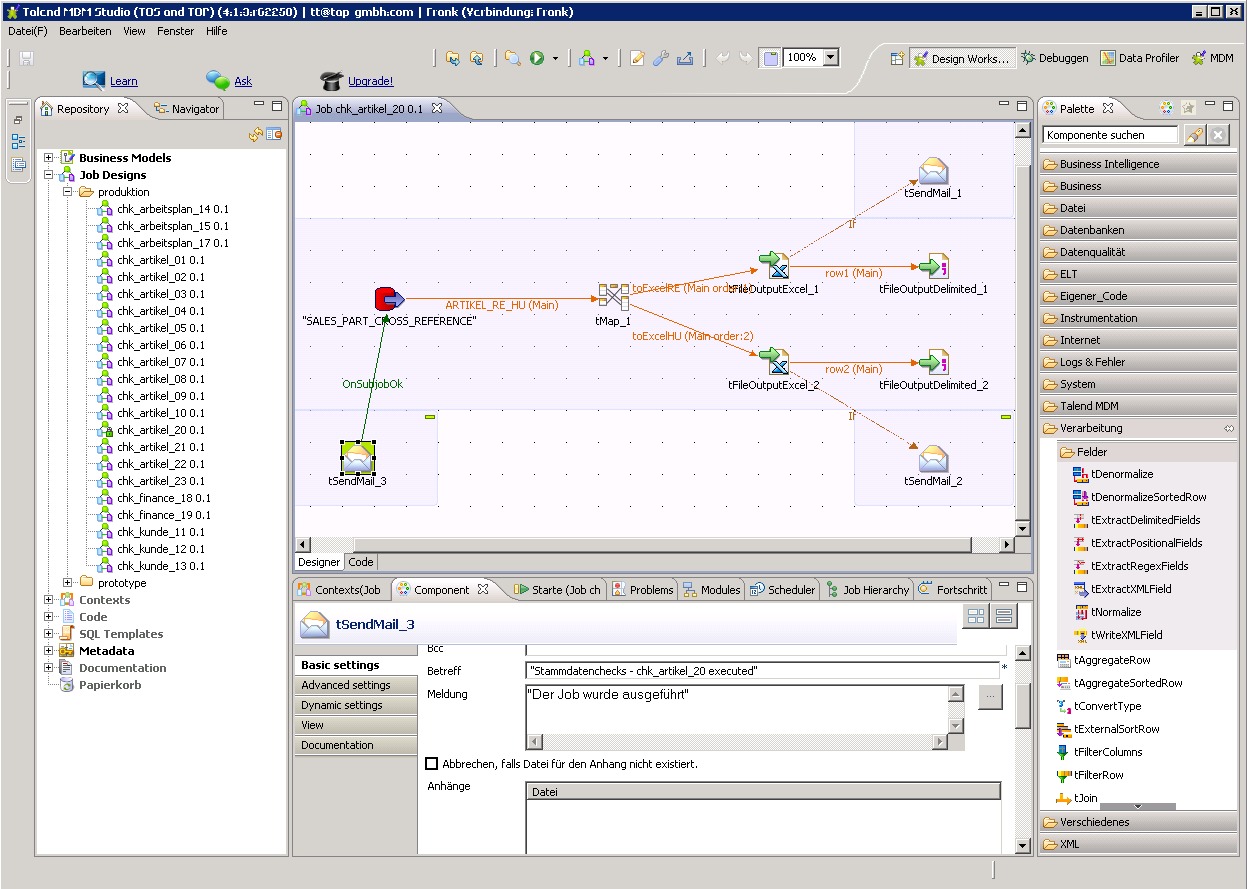 Talend MDM Studio (TOS and TOP) (4.1.3.r62250) | tt@top-gmbh.com | Frank (Verbindung: Frank)
Datei(F) Bearbeiten View Fenster Hilfe
100%
Design Works... Debugger Data Profiler MDM
Learn Ask Upgrade!
Repository Navigator
Business Models
Job Designs
produktion
chk_arbeitsplan_14 0.1
chk_arbeitsplan_15 0.1
chk_arbeitsplan_17 0.1
chk_artikel_01 0.1
chk_artikel_02 0.1
chk_artikel_03 0.1
chk_artikel_04 0.1
chk_artikel_05 0.1
chk_artikel_06 0.1
chk_artikel_07 0.1
chk_artikel_08 0.1
chk_artikel_09 0.1
chk_artikel_10 0.1
chk_artikel_20 0.1
chk_artikel_21 0.1
chk_artikel_22 0.1
chk_artikel_23 0.1
chk_finance_18 0.1
chk_finance_19 0.1
chk_kunde_11 0.1
chk_kunde_12 0.1
chk_kunde_13 0.1
prototype
Contexts
Code
SQL Templates
Metadata
Documentation
Papierkorb
Job chk_artikel_20 0.1
tSendMail_1
If
row1 (Main)
toExcelRE (Main order:1)
tFileOutputExcel_1
tFileOutputDelimited_1
ARTIKEL_RE_HU (Main)
"SALES_PART_CROSS_REFERENCE"
tMap_1
toExcelHU (Main order:2)
row2 (Main)
OnSubjobOk
tFileOutputExcel_2
tFileOutputDelimited_2
If
tSendMail_3
tSendMail_2
Designer Code
Contexts(Job Component Starte (Job ch Problems Modules Scheduler Job Hierarchy Fortschritt
tSendMail_3
Basic settings
Advanced settings
Dynamic settings
View
Documentation
Bcc
Betreff "Stammdatenchecks - chk_artikel_20 executed" *
Meldung "Der Job wurde ausgeführt" ...
Abbrechen, falls Datei für den Anhang nicht existiert.
Anhänge Datei
Palette
Komponente suchen
Business Intelligence
Business
Datei
Datenbanken
Datenqualität
ELT
Eigener_Code
Instrumentation
Internet
Logs & Fehler
System
Talend MDM
Verarbeitung
Felder
tDenormalize
tDenormalizeSortedRow
tExtractDelimitedFields
tExtractPositionalFields
tExtractRegexFields
tExtractXMLField
tNormalize
tWriteXMLField
tAggregateRow
tAggregateSortedRow
tConvertType
tExternalSortRow
tFilterColumns
tFilterRow
tJoin
Verschiedenes
XML